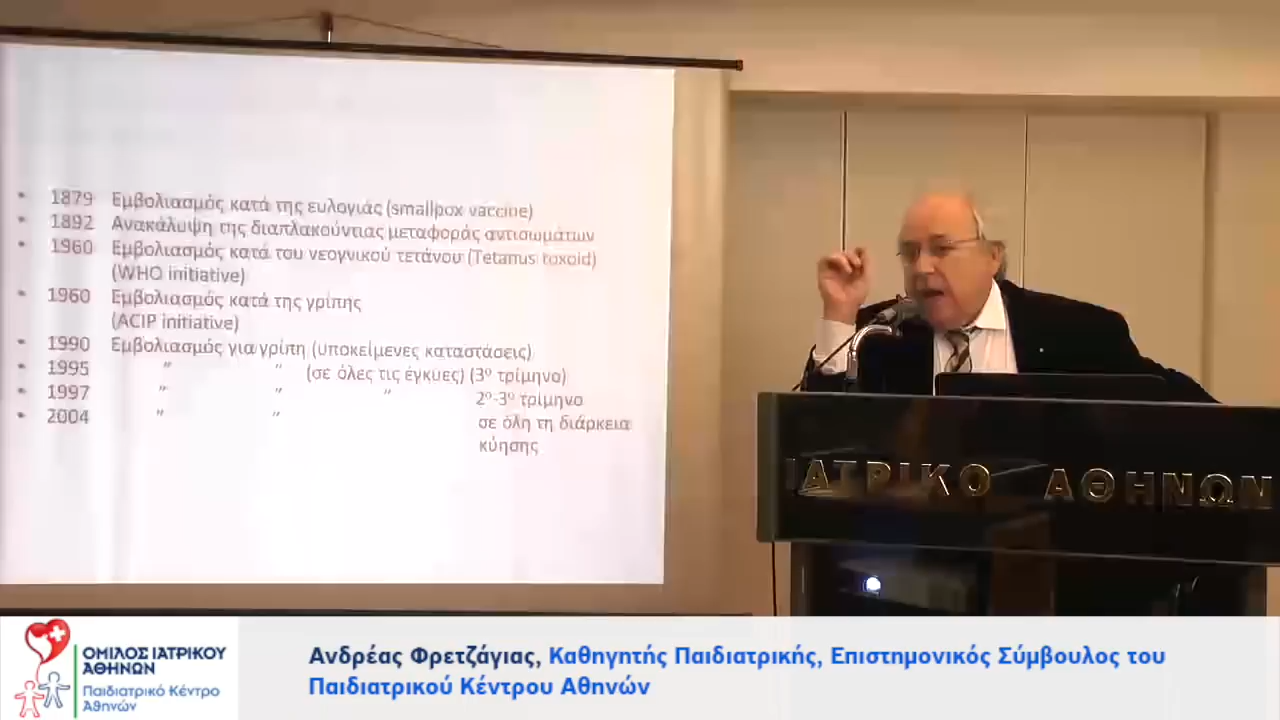 • 1879 Εμβολιασμός κατά της ευλογιάς (smallpox vaccine)
• 1892 Ανακάλυψη της διαπλακούντιας μεταφοράς αντισωμάτων
• 1960 Εμβολιασμός κατά του νεογνικού τετάνου (Tetanus toxoid)
(WHO initiative)
• 1960 Εμβολιασμός κατά της γρίπης
(ACIP initiative)
• 1990 Εμβολιασμός για γρίπη (υποκείμενες καταστάσεις)
• 1995 " " (σε όλες τις έγκυες) (3º τρίμηνο)
• 1997 " " " 2º-3º τρίμηνο
• 2004 " " σε όλη τη διάρκεια
κύησης
ΙΑΤΡΙΚΟ ΑΘΗΝΩΝ
ΟΜΙΛΟΣ ΙΑΤΡΙΚΟΥ
ΑΘΗΝΩΝ
Παιδιατρικό Κέντρο
Αθηνών
Ανδρέας Φρετζάγιας, Καθηγητής Παιδιατρικής, Επιστημονικός Σύμβουλος του
Παιδιατρικού Κέντρου Αθηνών